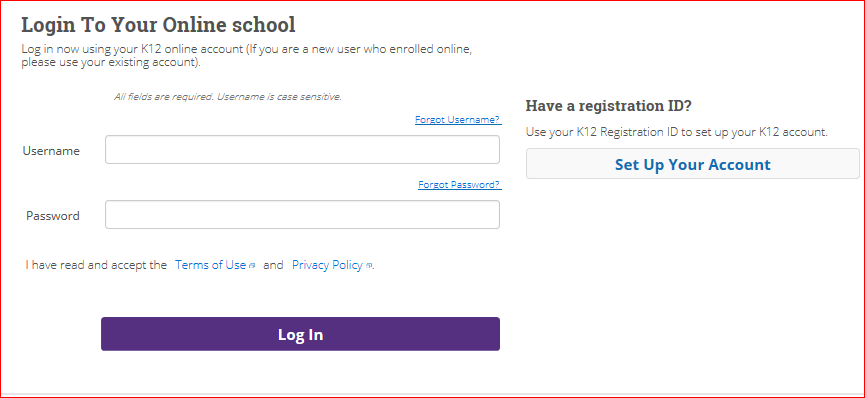 Login To Your Online school
Log in now using your K12 online account (If you are a new user who enrolled online,
please use your existing account).
All fields are required. Username is case sensitive.
Forgot Username?
Username
Forgot Password?
Password
I have read and accept the Terms of Use and Privacy Policy.
Log In
Have a registration ID?
Use your K12 Registration ID to set up your K12 account.
Set Up Your Account